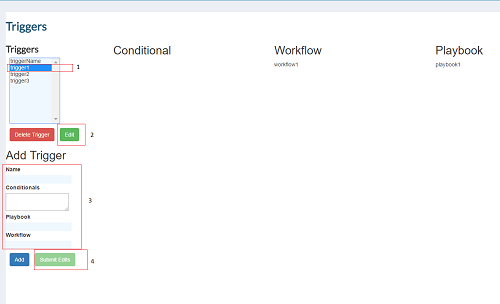 Triggers
Triggers
Conditional
Workflow
Playbook
triggerName
trigger1
trigger2
trigger3
1
workflow1
playbook1
Delete Trigger
Edit
2
Add Trigger
Name
Conditionals
3
Playbook
Workflow
Add
Submit Edits
4